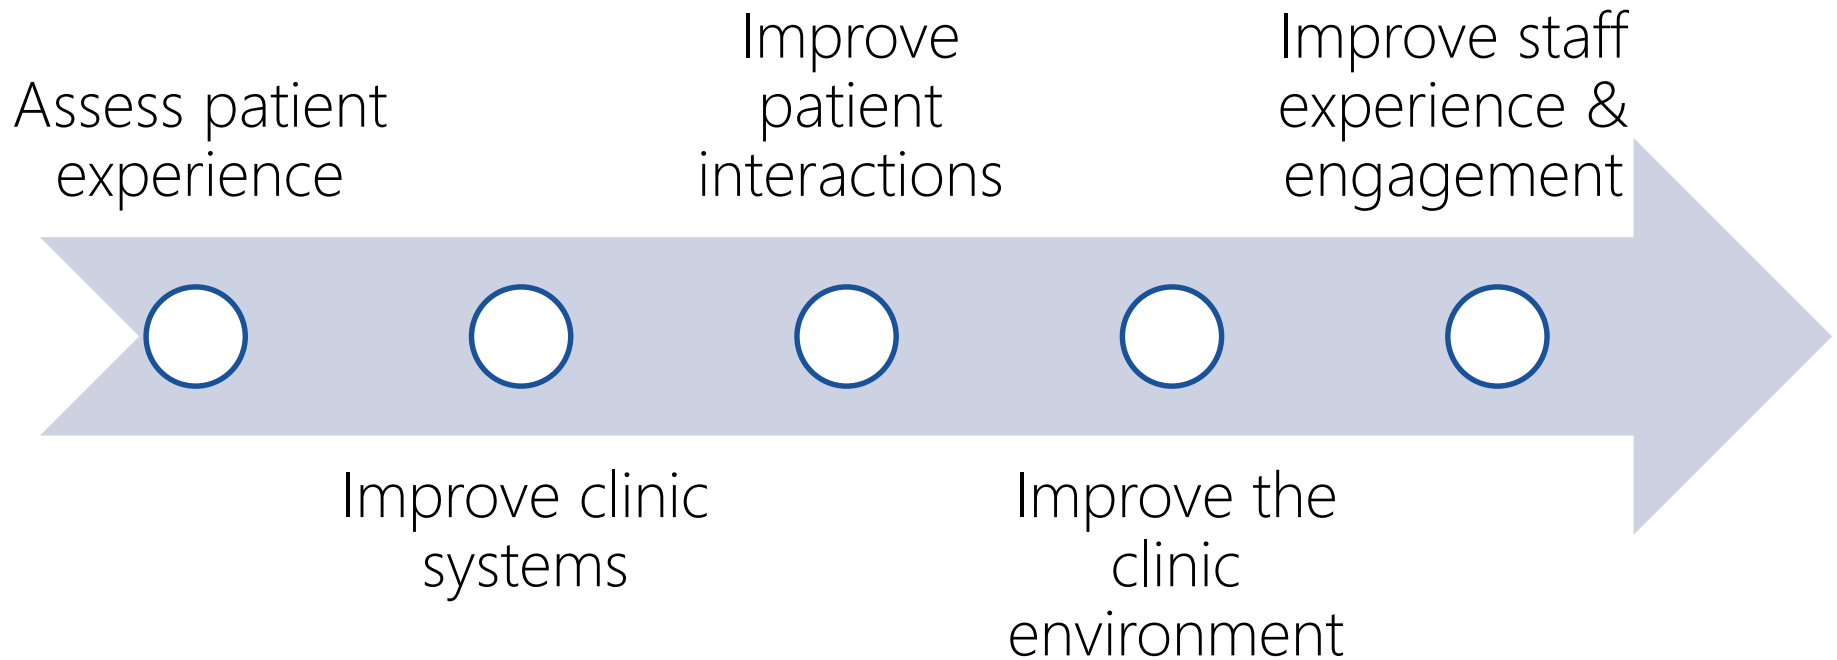 Assess patient
experience
Improve clinic
systems
Improve
patient
interactions
Improve the
clinic
environment
Improve staff
experience &
engagement